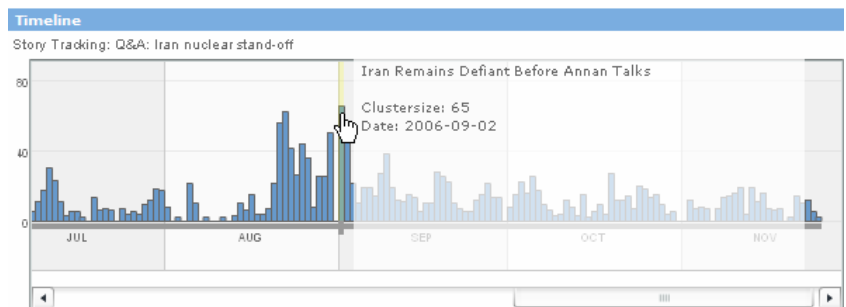 Timeline
Story Tracking: Q&A: Iran nuclear stand-off
Iran Remains Defiant Before Annan Talks
80
Clustersize: 65
Date: 2006-09-02
40
0
JUL AUG SEP OCT NOV